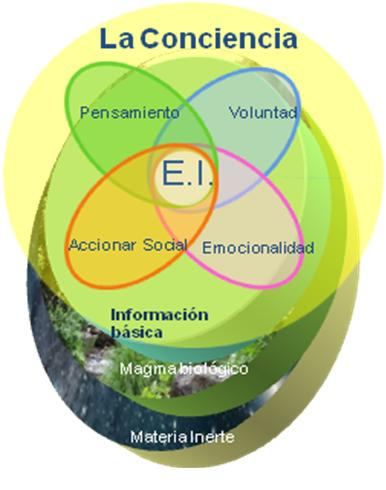 La Conciencia
Pensamiento
Voluntad
E.I.
Accionar Social
Emocionalidad
Información
básica
Magma biológico
Materia Inerte